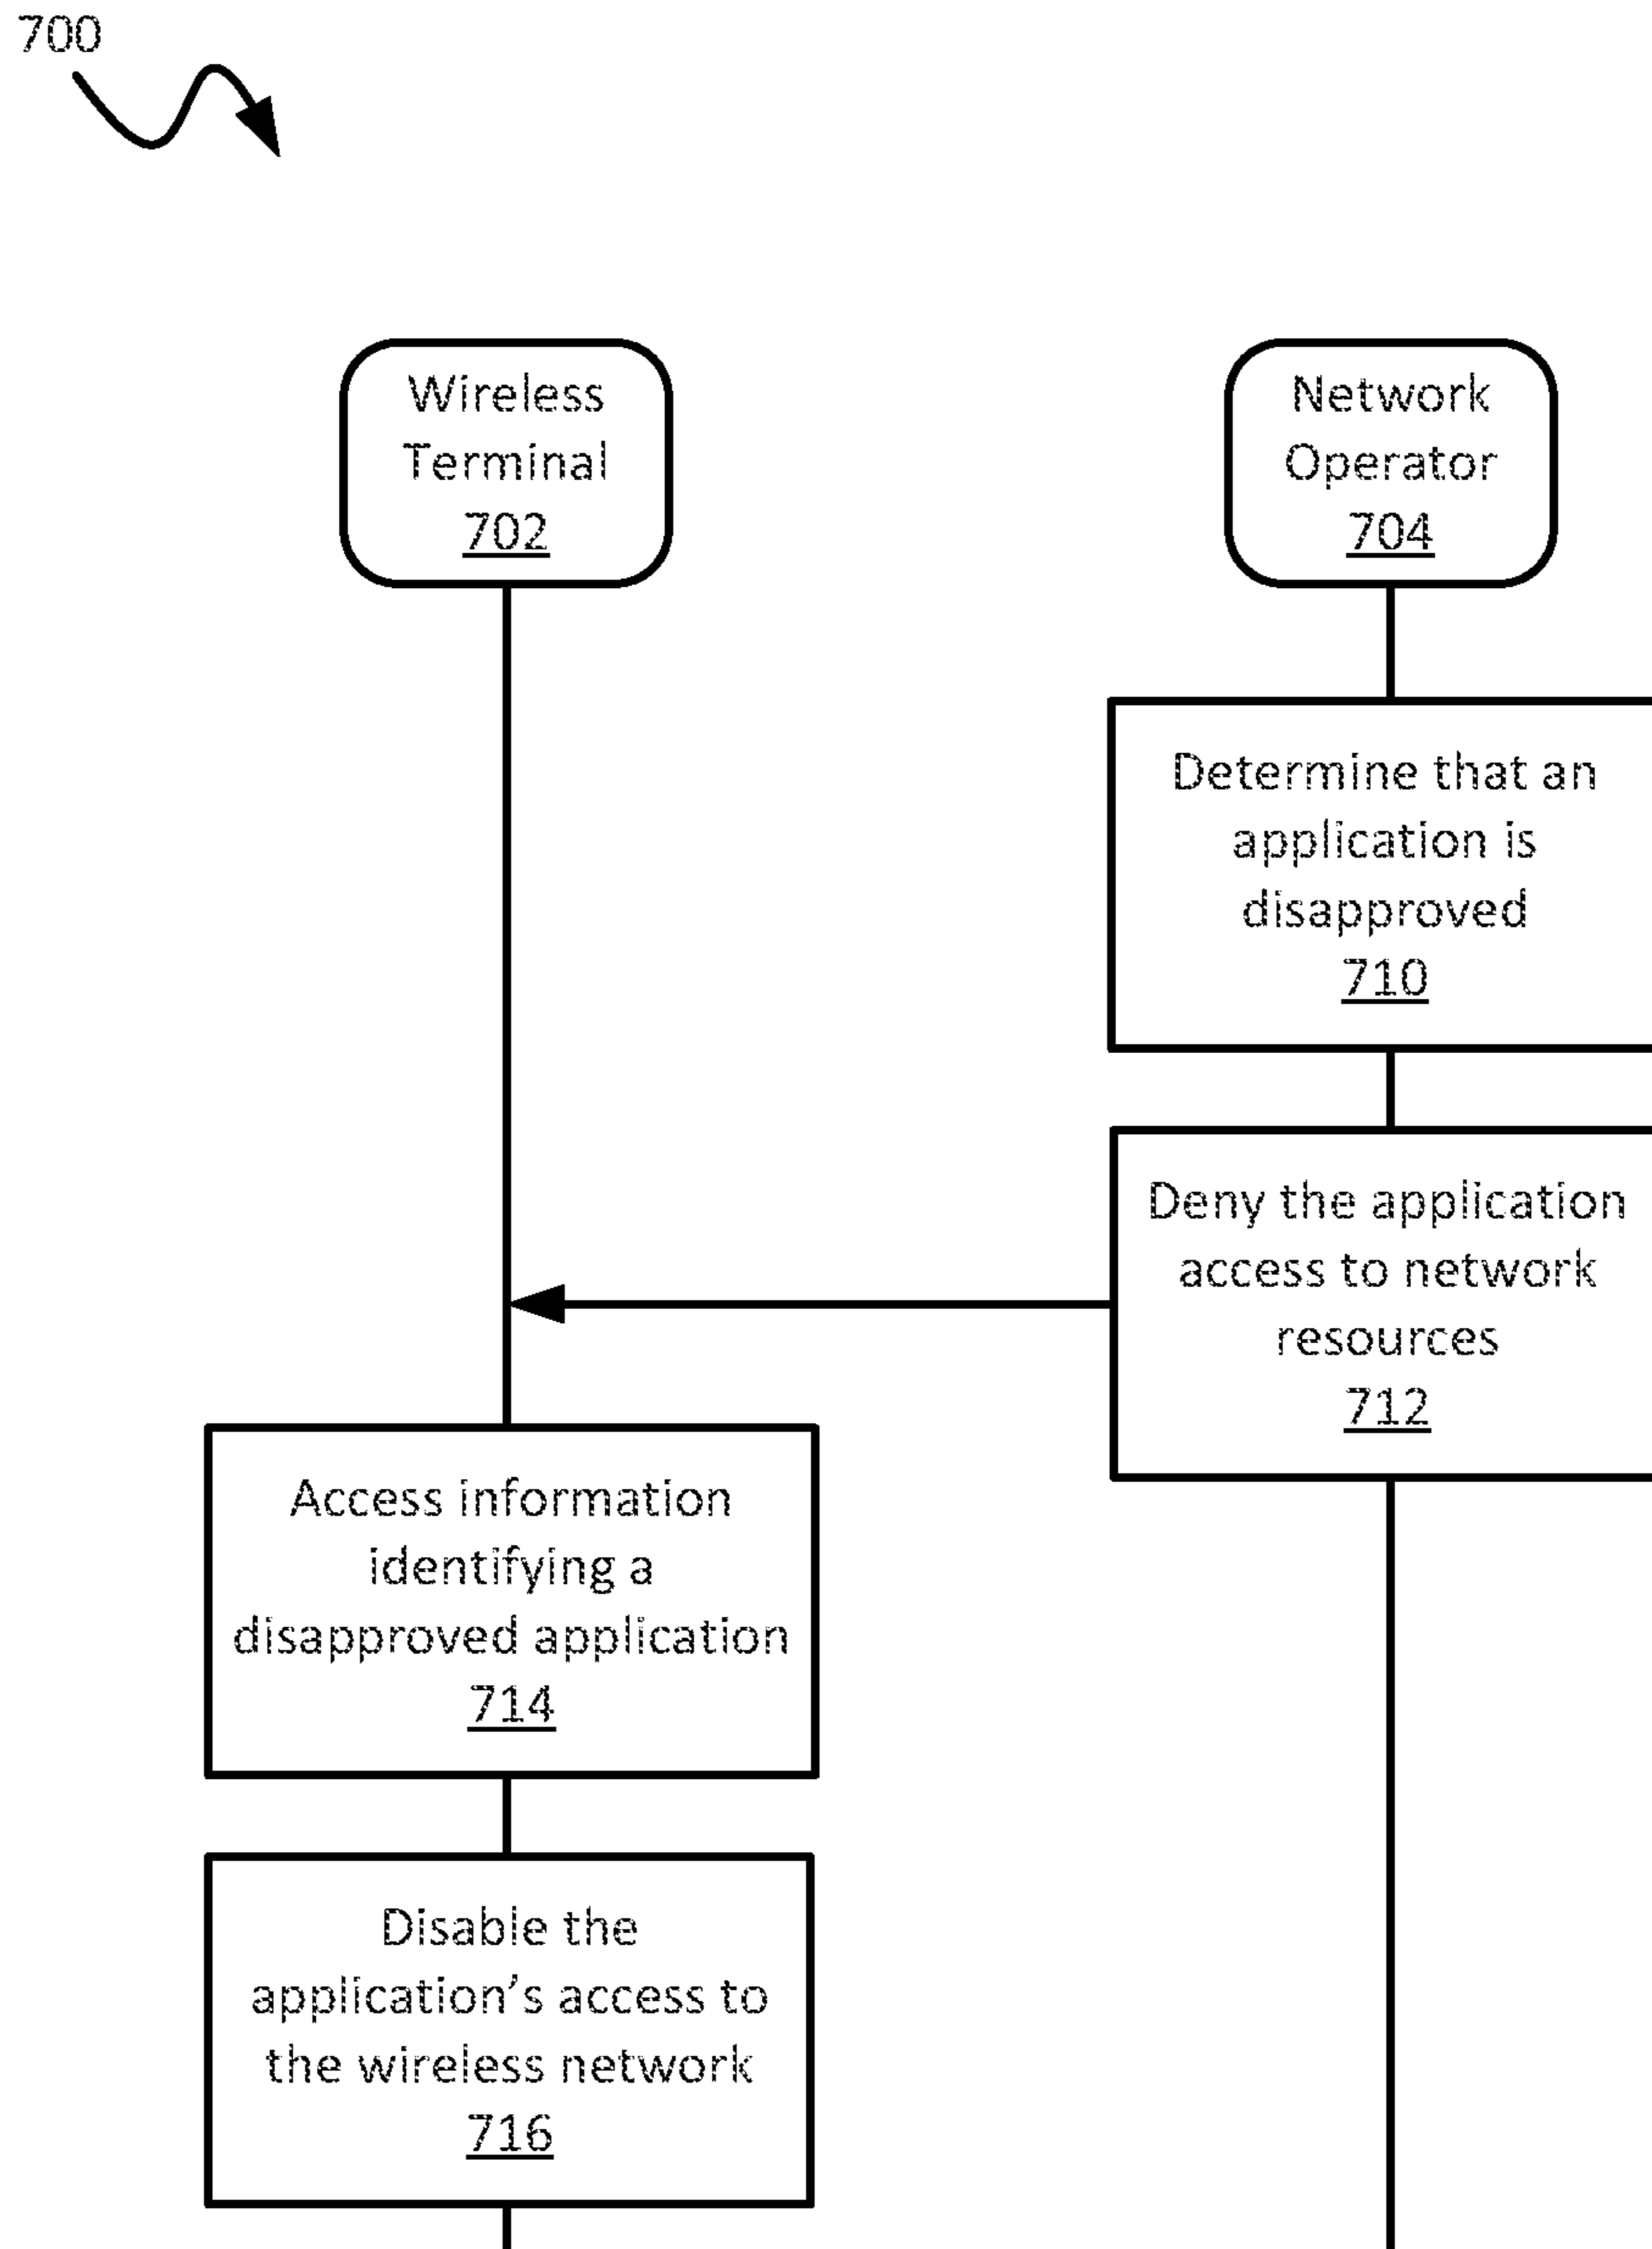 700
Wireless
Terminal
702
Network
Operator
704
Determine that an
application is
disapproved
710
Deny the application
access to network
resources
712
Access information
identifying a
disapproved application
714
Disable the
application’s access to
the wireless network
716